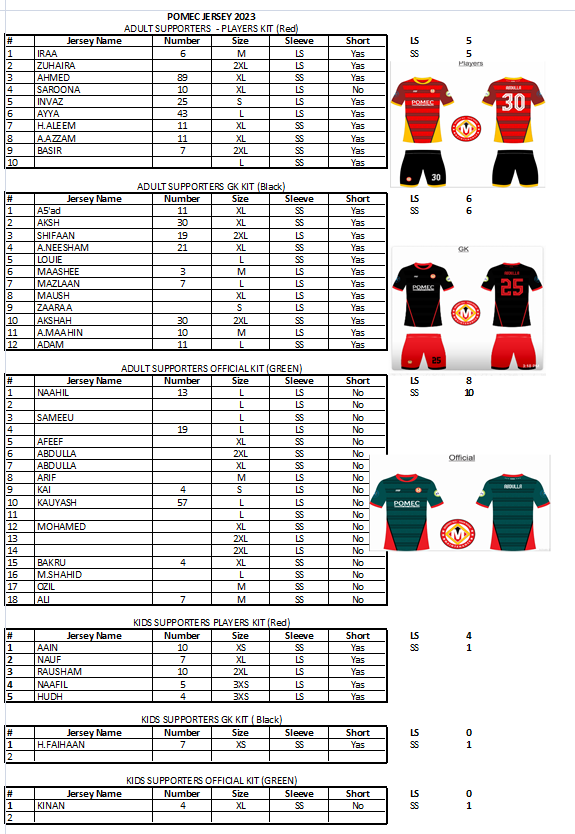 POMEC JERSEY 2023
ADULT SUPPORTERS - PLAYERS KIT (Red)
# Jersey Name Number Size Sleeve Short LS 5
1 IRAA 6 M LS Yas SS 5
2 ZUHAIRA 2XL LS Yas
3 AHMED 89 XL SS Yas
4 SAROONA 10 XL LS No
5 INVAZ 25 S LS Yas
6 AYYA 43 L LS Yas
7 H.ALEEM 11 XL SS Yas
8 A.AZZAM 11 XL SS Yas
9 BASIR 7 2XL SS Yas
10 L SS Yas
Players
POMEC
30
ABDULLA
30
ADULT SUPPORTERS GK KIT (Black)
# Jersey Name Number Size Sleeve Short LS 6
1 A5'ad 11 XL SS Yas SS 6
2 AKSH 30 XL SS Yas
3 SHIFAAN 19 2XL LS Yas
4 A.NEESHAM 21 XL SS Yas
5 LOUIE L SS Yas
6 MAASHEE 3 M LS Yas
7 MAZLAAN 7 L LS Yas
8 MAUSH XL LS Yas
9 ZAARAA S LS Yas
10 AKSHAH 30 2XL SS Yas
11 A.MAAHIN 10 M LS Yas
12 ADAM 11 L SS Yas
GK
POMEC
25
ABDULLA
25
ADULT SUPPORTERS OFFICIAL KIT (GREEN)
# Jersey Name Number Size Sleeve Short LS 8
1 NAAHIL 13 L LS No SS 10
2 L LS No
3 SAMEEU L SS No
4 19 L LS No
5 AFEEF XL SS No
6 ABDULLA 2XL SS No
7 ABDULLA XL SS No
8 ARIF M LS No
9 KAI 4 S LS No
10 KAUYASH 57 L LS No
11 L SS No
12 MOHAMED XL SS No
13 2XL LS No
14 2XL LS No
15 BAKRU 4 XL SS No
16 M.SHAHID L SS No
17 OZIL M SS No
18 ALI 7 M SS No
Official
POMEC
ABDULLA
KIDS SUPPORTERS PLAYERS KIT (Red)
# Jersey Name Number Size Sleeve Short LS 4
1 AAIN 10 XS SS Yas SS 1
2 NAUF 7 XL LS Yas
3 RAUSHAM 10 2XL LS Yas
4 NAAFIL 5 3XS LS Yas
5 HUDH 4 3XS LS Yas
KIDS SUPPORTERS GK KIT ( Black)
# Jersey Name Number Size Sleeve Short LS 0
1 H.FAIHAAN 7 XS SS Yas SS 1
2
KIDS SUPPORTERS OFFICIAL KIT (GREEN)
# Jersey Name Number Size Sleeve Short LS 0
1 KINAN 4 XL SS No SS 1
2